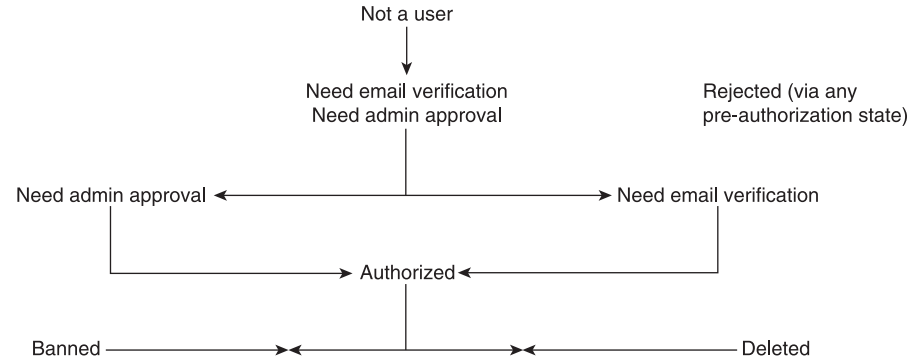 Not a user
Need email verification
Need admin approval
Rejected (via any
pre-authorization state)
Need admin approval
Need email verification
Authorized
Banned
Deleted